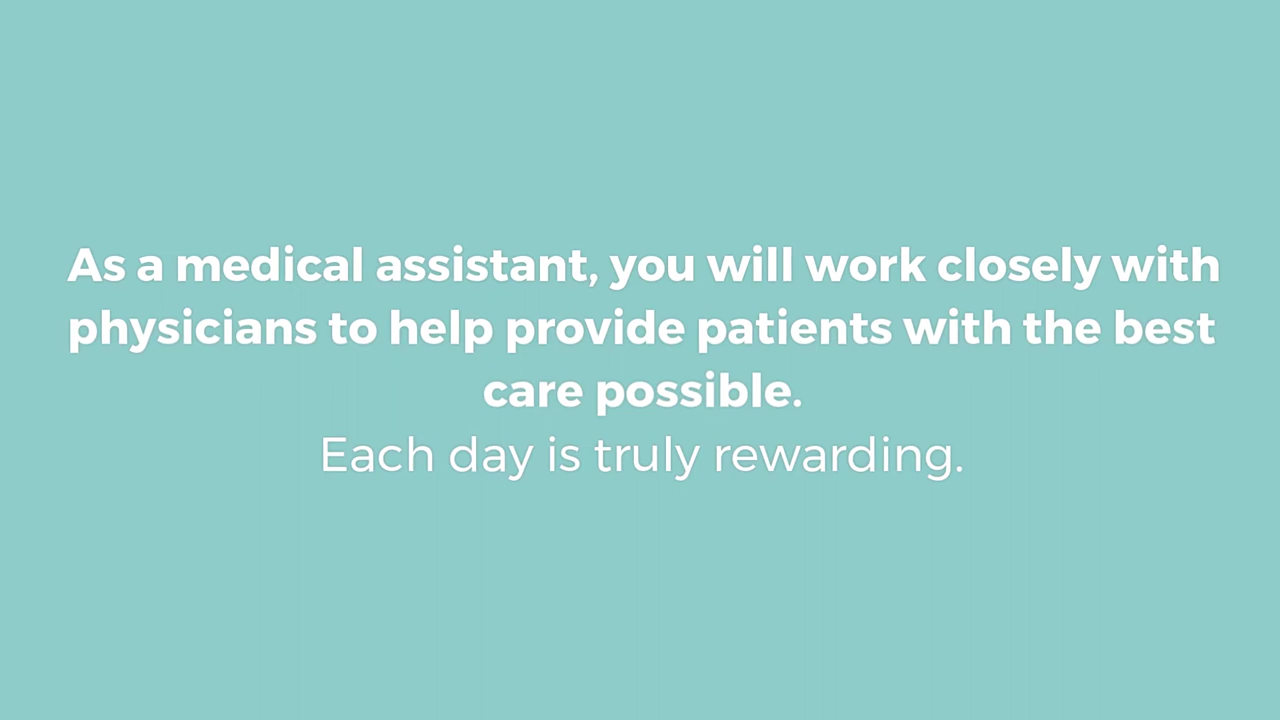 As a medical assistant, you will work closely with
physicians to help provide patients with the best
care possible.
Each day is truly rewarding.